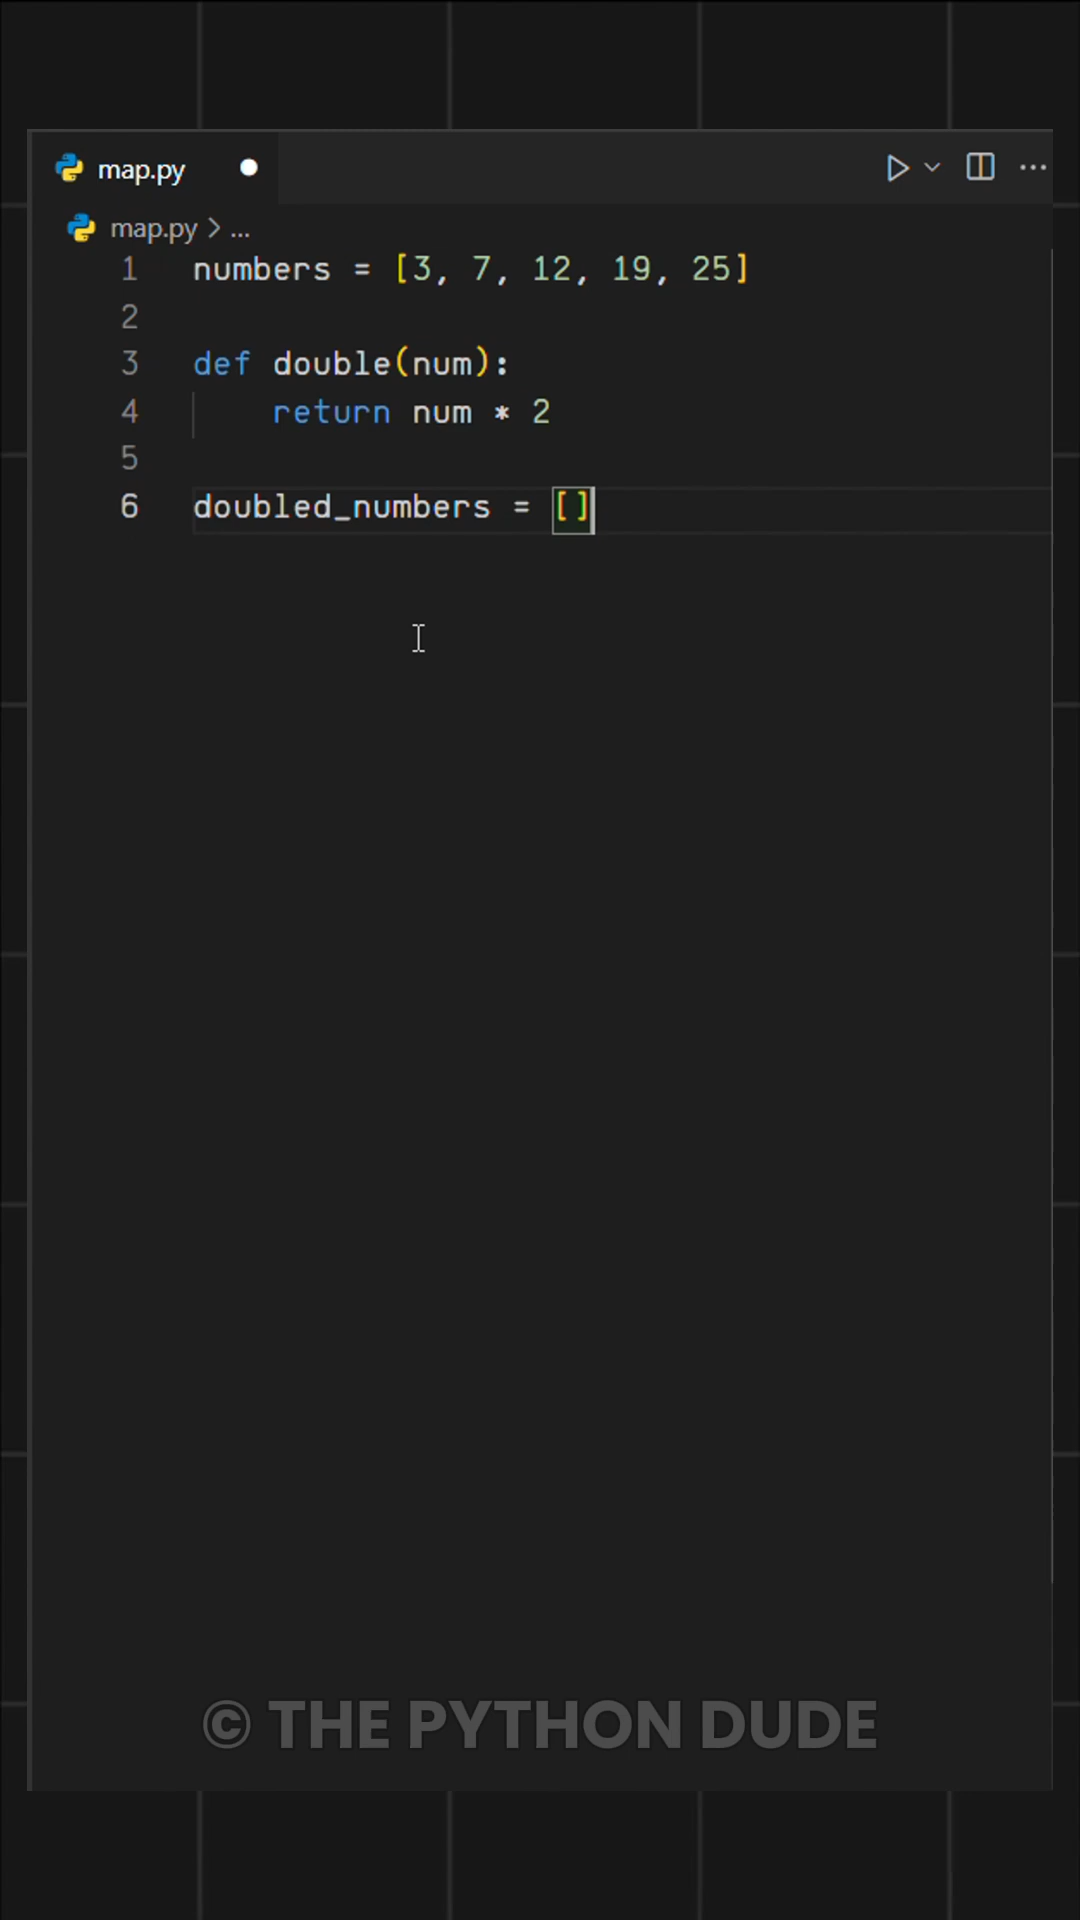 map.py
map.py > ...
1 numbers = [3, 7, 12, 19, 25]
2
3 def double(num):
4     return num * 2
5
6 doubled_numbers = []
© THE PYTHON DUDE